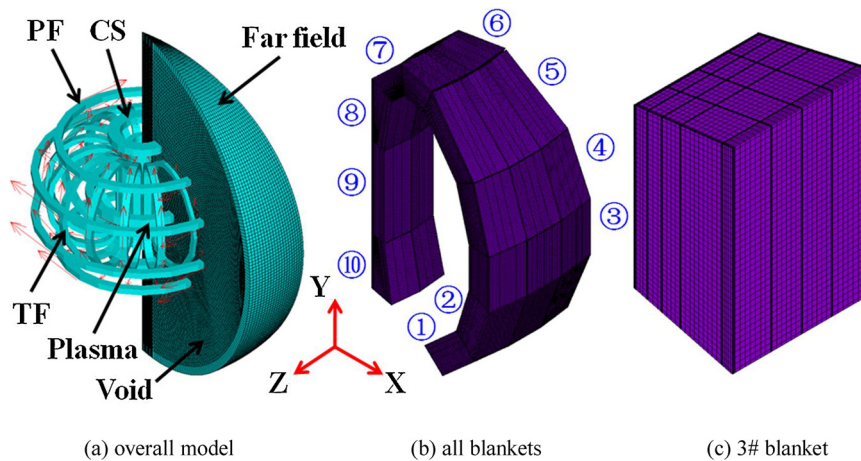 PF
CS
Far field
TF
Plasma
Void
Y
Z
X
①
②
③
④
⑤
⑥
⑦
⑧
⑨
⑩
(a) overall model
(b) all blankets
(c) 3# blanket